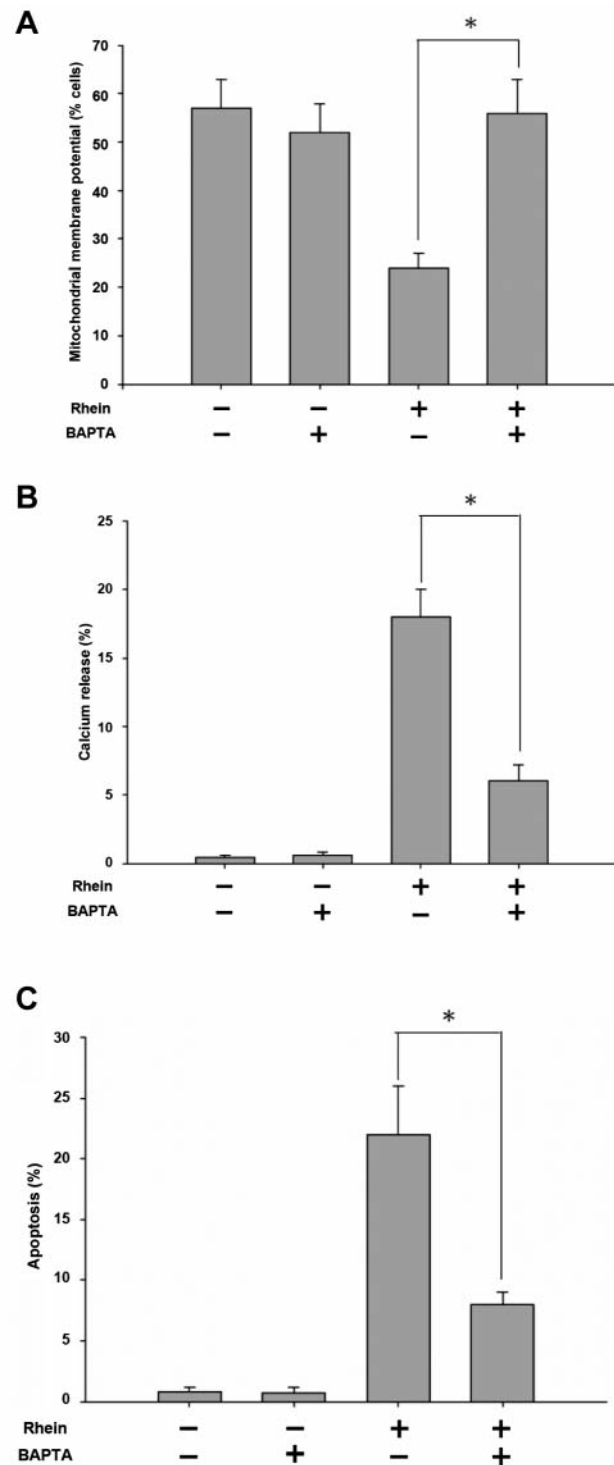 A
Mitochondrial membrane potential (% cells)
70
60
50
40
30
20
10
0
*
Rhein − − + +
BAPTA − + − +
B
Calcium release (%)
25
20
15
10
5
0
*
Rhein − − + +
BAPTA − + − +
C
Apoptosis (%)
30
25
20
15
10
5
0
*
Rhein − − + +
BAPTA − + − +